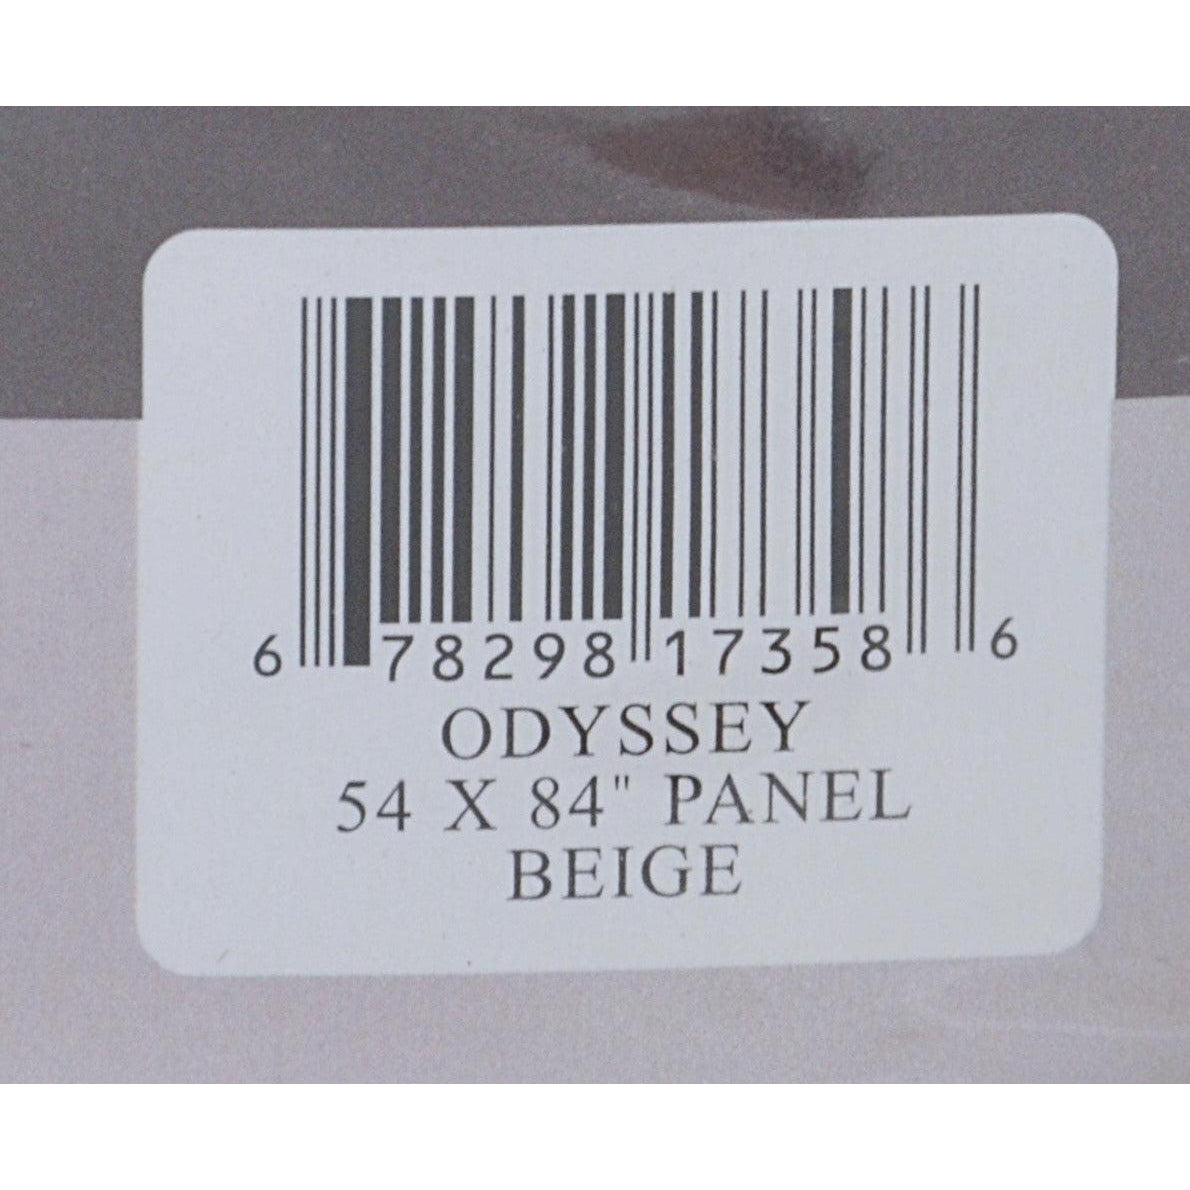 6 78298 17358 6
ODYSSEY
54 X 84" PANEL
BEIGE